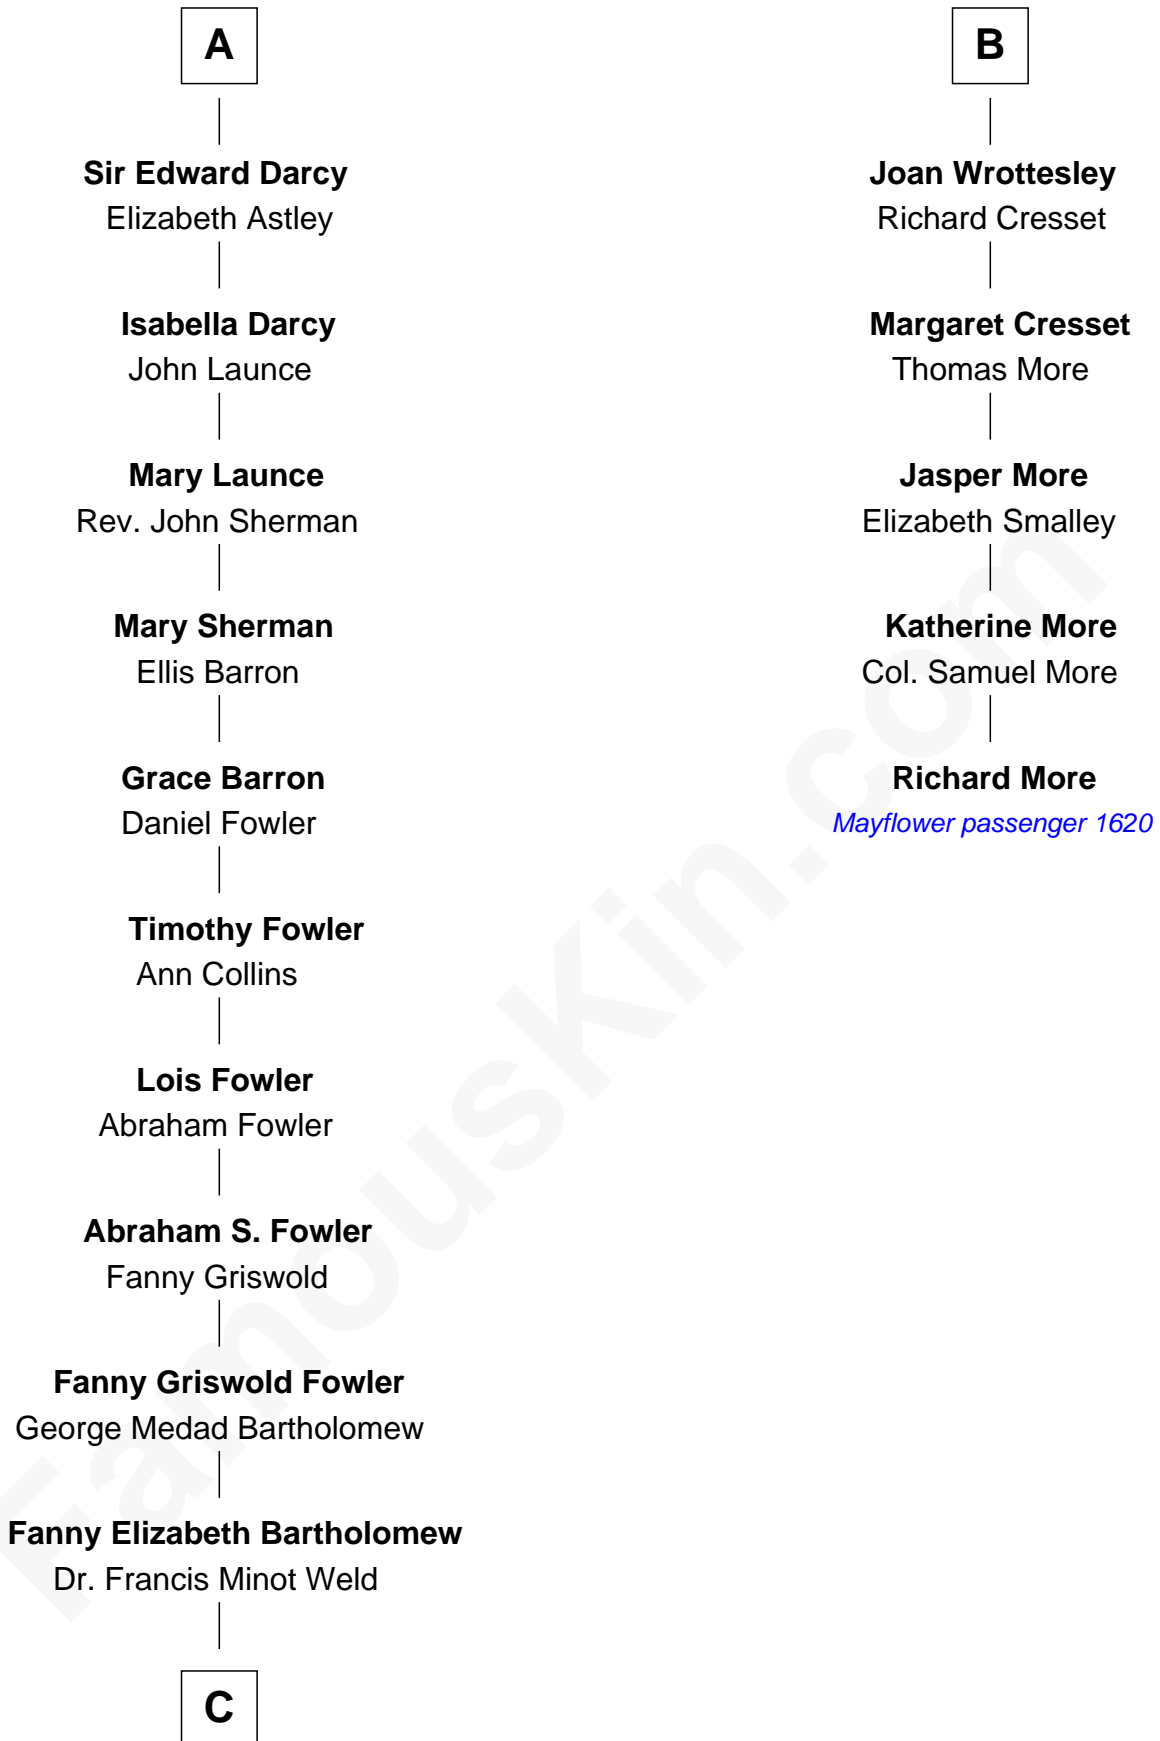 A
Sir Edward Darcy
Elizabeth Astley
Isabella Darcy
John Launce
Mary Launce
Rev. John Sherman
Mary Sherman
Ellis Barron
Grace Barron
Daniel Fowler
Timothy Fowler
Ann Collins
Lois Fowler
Abraham Fowler
Abraham S. Fowler
Fanny Griswold
Fanny Griswold Fowler
George Medad Bartholomew
Fanny Elizabeth Bartholomew
Dr. Francis Minot Weld
C
B
Joan Wrottesley
Richard Cresset
Margaret Cresset
Thomas More
Jasper More
Elizabeth Smalley
Katherine More
Col. Samuel More
Richard More
Mayflower passenger 1620
FamousKin.com